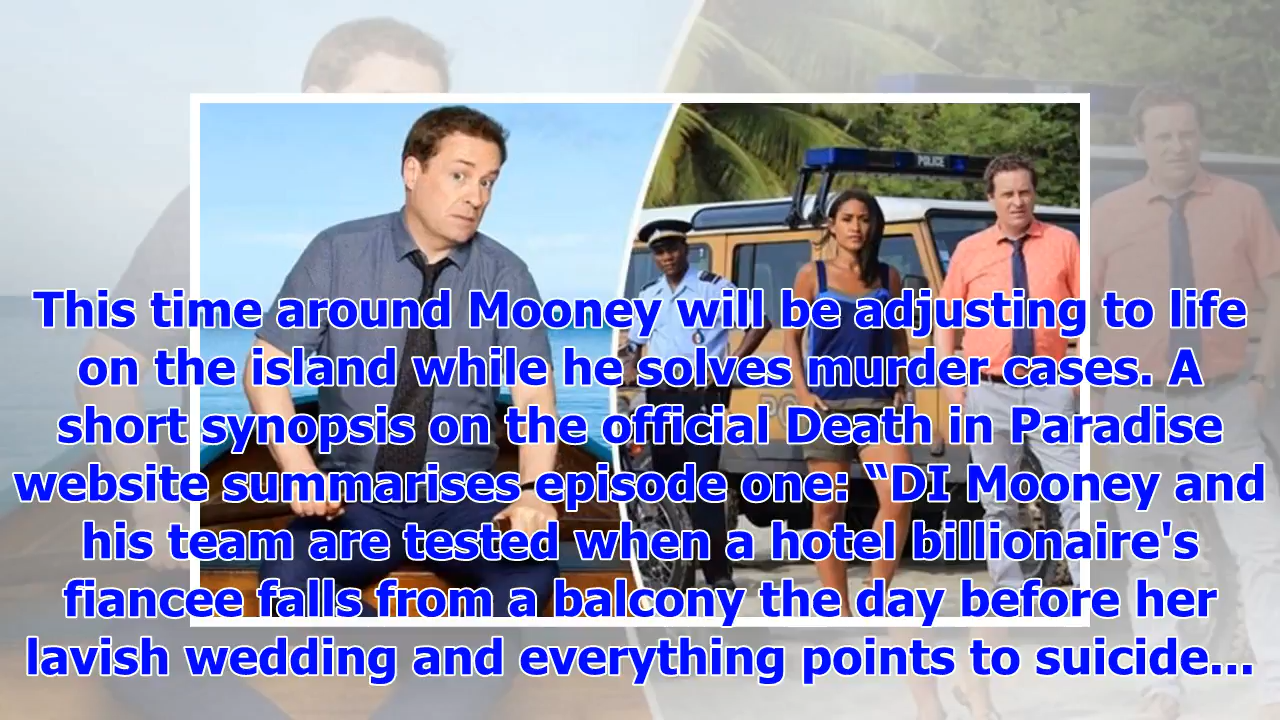 POLICE
This time around Mooney will be adjusting to life
on the island while he solves murder cases. A
short synopsis on the official Death in Paradise
website summarises episode one: “DI Mooney and
his team are tested when a hotel billionaire's
fiancee falls from a balcony the day before her
lavish wedding and everything points to suicide...